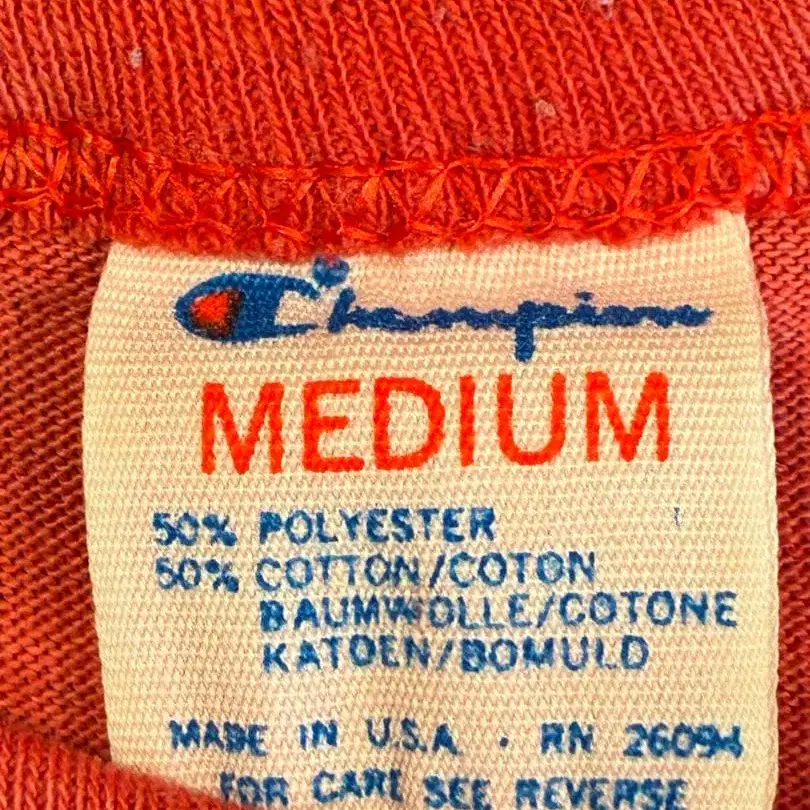 Champion
MEDIUM
50% POLYESTER
50% COTTON/COTON
BAUMWOLLE/COTONE
KATOEN/BOMULD
MADE IN U.S.A. · RN 26094
FOR CARE SEE REVERSE